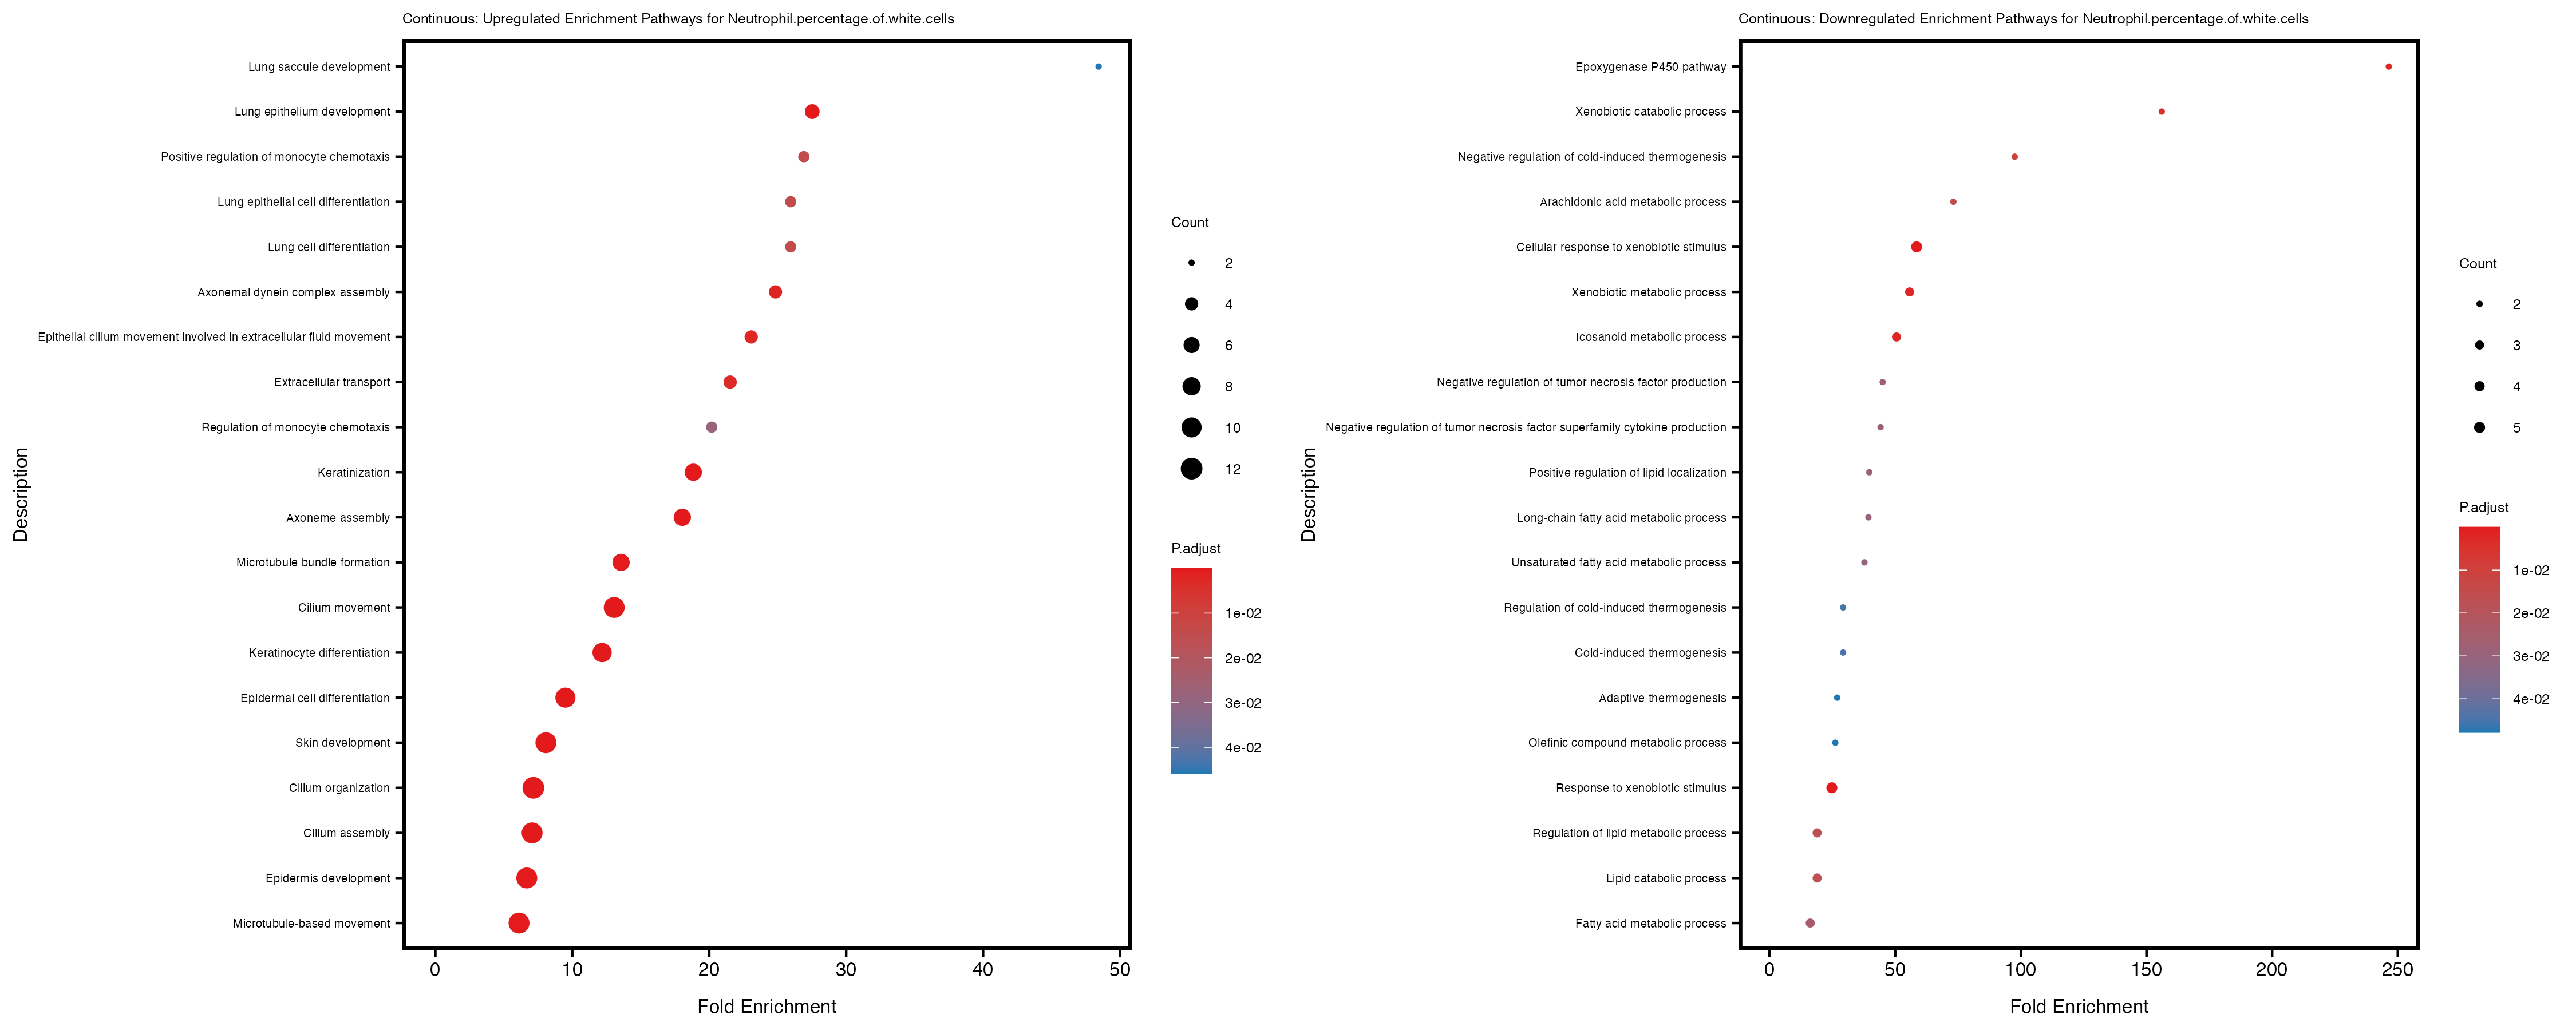 Continuous: Upregulated Enrichment Pathways for Neutrophil.percentage.of.white.cells
Description
Lung saccule development
Lung epithelium development
Positive regulation of monocyte chemotaxis
Lung epithelial cell differentiation
Lung cell differentiation
Axonemal dynein complex assembly
Epithelial cilium movement involved in extracellular fluid movement
Extracellular transport
Regulation of monocyte chemotaxis
Keratinization
Axoneme assembly
Microtubule bundle formation
Cilium movement
Keratinocyte differentiation
Epidermal cell differentiation
Skin development
Cilium organization
Cilium assembly
Epidermis development
Microtubule-based movement
0 10 20 30 40 50
Fold Enrichment
Count
2
4
6
8
10
12
P.adjust
1e-02
2e-02
3e-02
4e-02
Continuous: Downregulated Enrichment Pathways for Neutrophil.percentage.of.white.cells
Description
Epoxygenase P450 pathway
Xenobiotic catabolic process
Negative regulation of cold-induced thermogenesis
Arachidonic acid metabolic process
Cellular response to xenobiotic stimulus
Xenobiotic metabolic process
Icosanoid metabolic process
Negative regulation of tumor necrosis factor production
Negative regulation of tumor necrosis factor superfamily cytokine production
Positive regulation of lipid localization
Long-chain fatty acid metabolic process
Unsaturated fatty acid metabolic process
Regulation of cold-induced thermogenesis
Cold-induced thermogenesis
Adaptive thermogenesis
Olefinic compound metabolic process
Response to xenobiotic stimulus
Regulation of lipid metabolic process
Lipid catabolic process
Fatty acid metabolic process
0 50 100 150 200 250
Fold Enrichment
Count
2
3
4
5
P.adjust
1e-02
2e-02
3e-02
4e-02